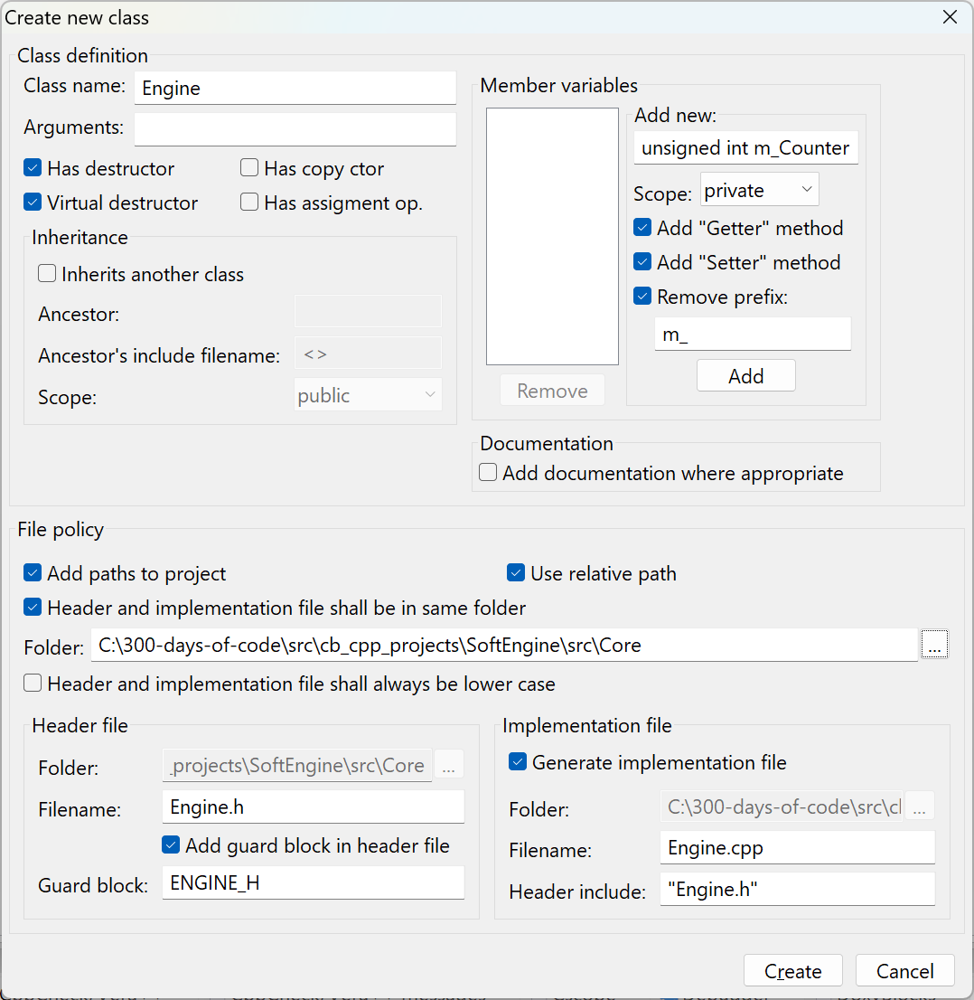 Create new class
Class definition
Class name: Engine
Arguments:
Has destructor
Has copy ctor
Virtual destructor
Has assigment op.
Inheritance
Inherits another class
Ancestor:
Ancestor's include filename: <>
Scope: public
Member variables
Add new:
unsigned int m_Counter
Scope: private
Add "Getter" method
Add "Setter" method
Remove prefix:
m_
Add
Remove
Documentation
Add documentation where appropriate
File policy
Add paths to project
Use relative path
Header and implementation file shall be in same folder
Folder: C:\300-days-of-code\src\cb_cpp_projects\SoftEngine\src\Core ...
Header and implementation file shall always be lower case
Header file
Folder: _projects\SoftEngine\src\Core ...
Filename: Engine.h
Add guard block in header file
Guard block: ENGINE_H
Implementation file
Generate implementation file
Folder: C:\300-days-of-code\src\cl ...
Filename: Engine.cpp
Header include: "Engine.h"
Create
Cancel